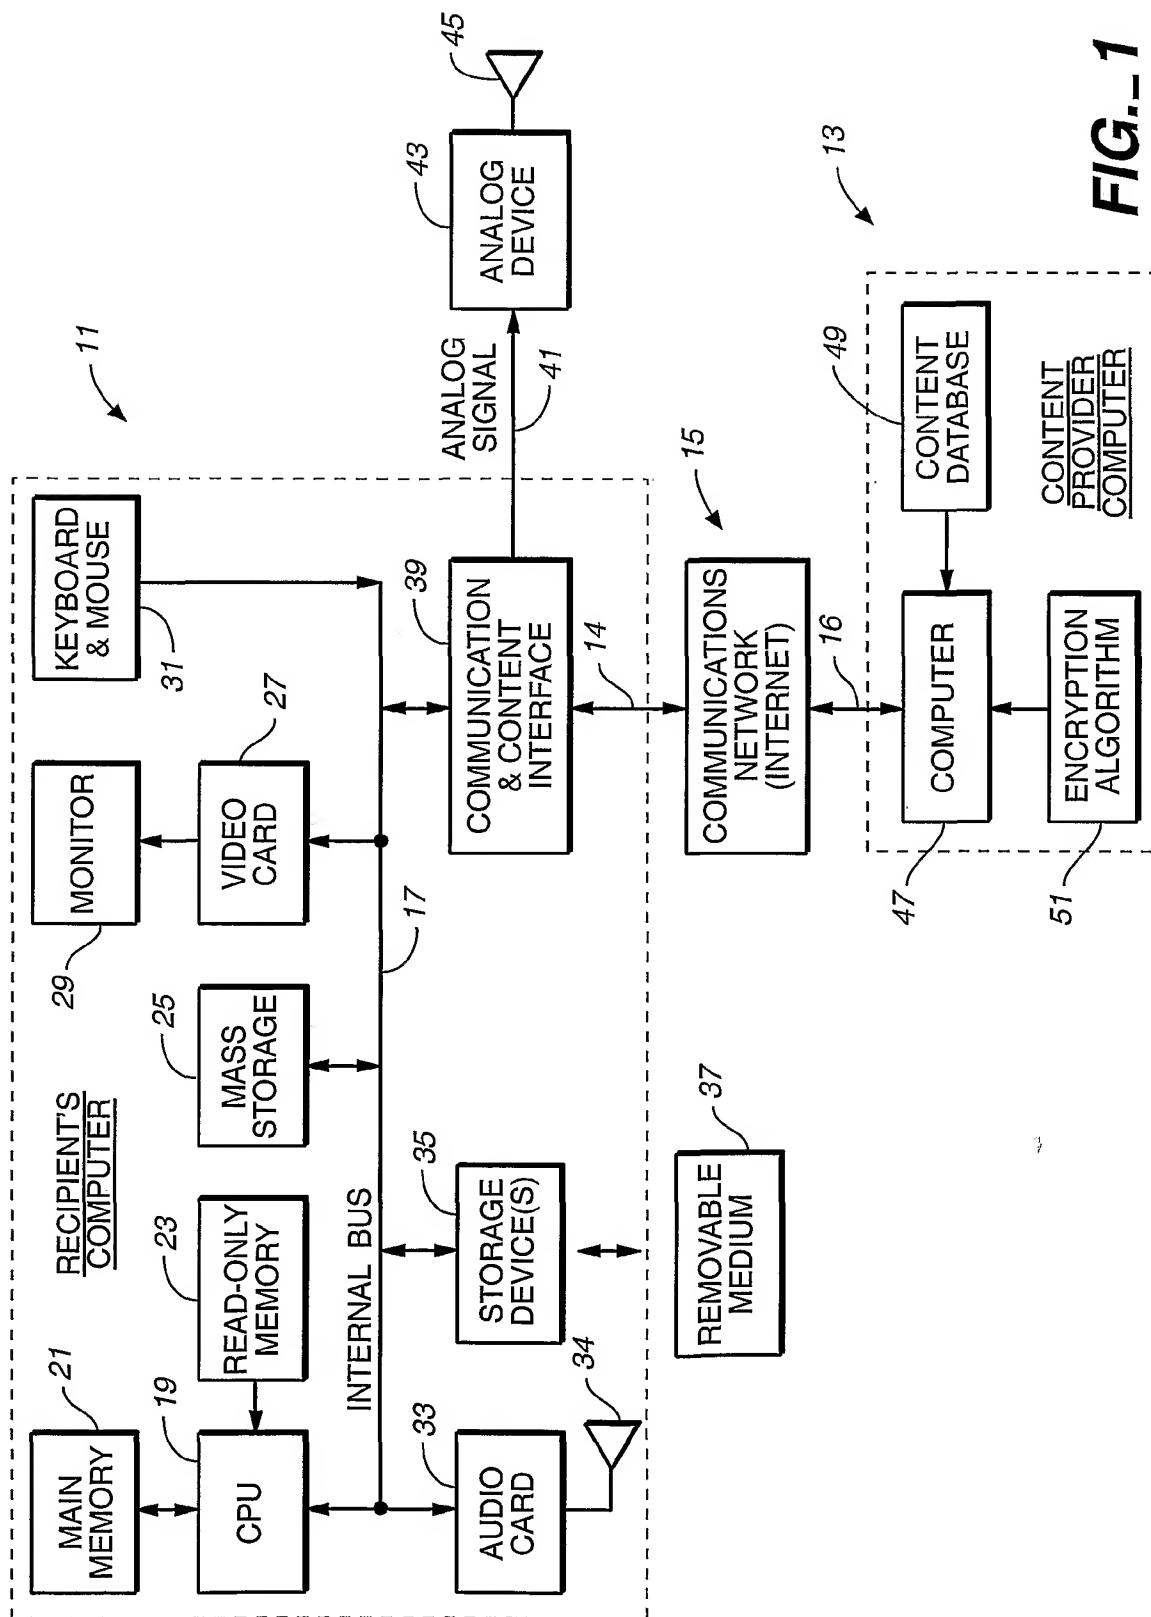 RECIPIENT'S
COMPUTER
11
MAIN
MEMORY
21
MONITOR
29
KEYBOARD
& MOUSE
31
CPU
19
READ-ONLY
MEMORY
23
MASS
STORAGE
25
VIDEO
CARD
27
INTERNAL BUS
17
AUDIO
CARD
33
34
STORAGE
DEVICE(S)
35
COMMUNICATION
& CONTENT
INTERFACE
39
ANALOG
SIGNAL
41
ANALOG
DEVICE
43
45
14
REMOVABLE
MEDIUM
37
COMMUNICATIONS
NETWORK
(INTERNET)
15
16
13
COMPUTER
47
CONTENT
DATABASE
49
ENCRYPTION
ALGORITHM
51
CONTENT
PROVIDER
COMPUTER
FIG._1